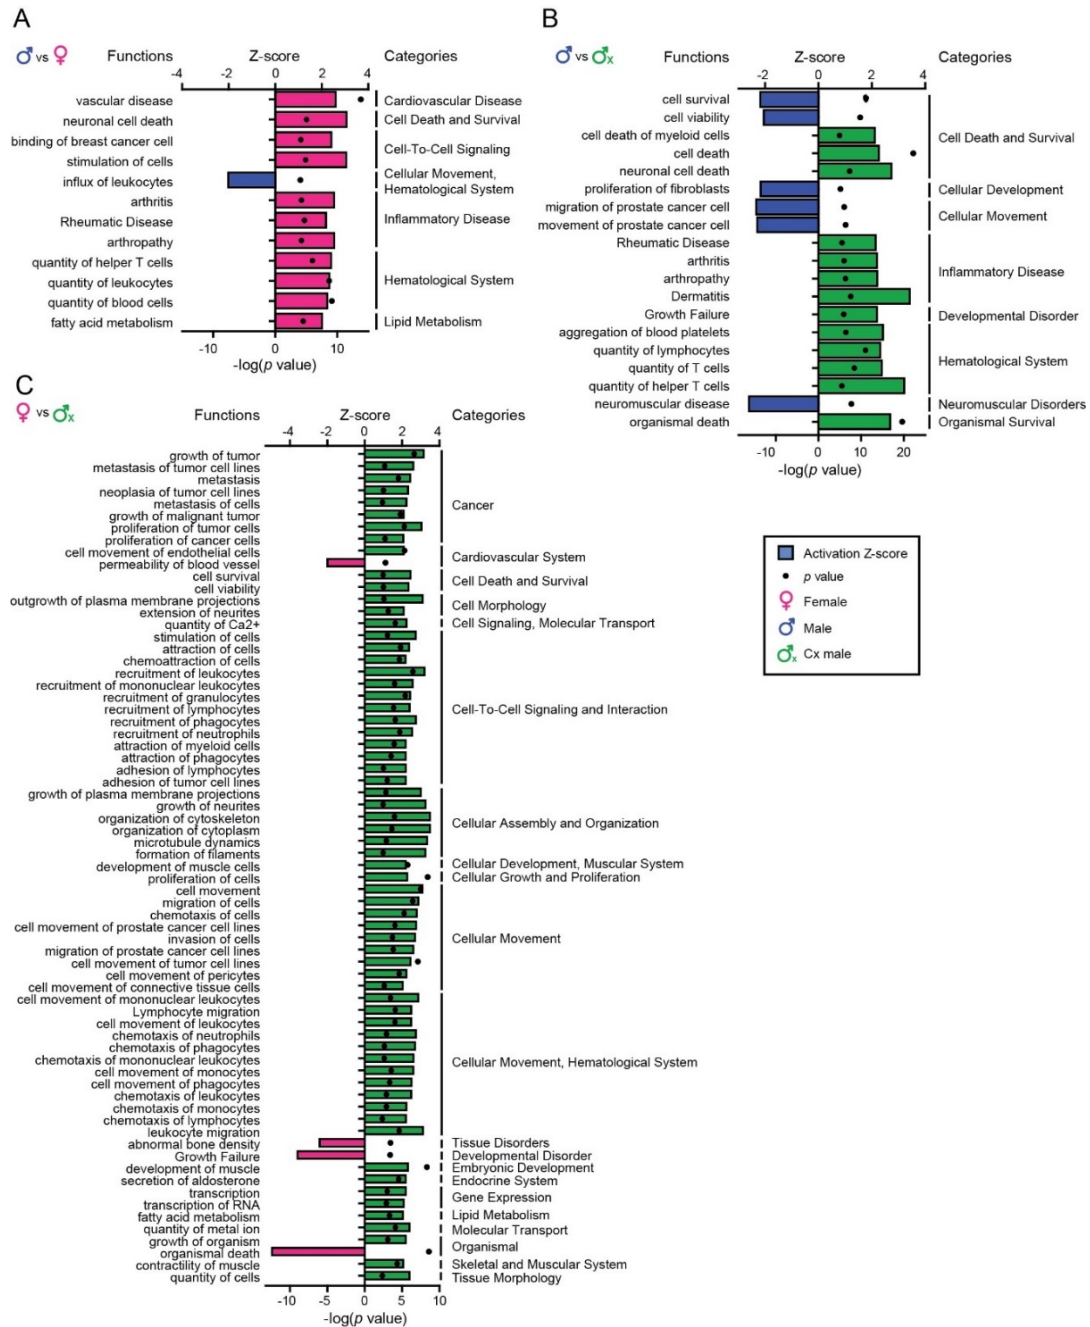 A
♂ vs ♀ Functions Z-score Categories
-4 -2 0 2 4
vascular disease Cardiovascular Disease
neuronal cell death Cell Death and Survival
binding of breast cancer cell
Cell-To-Cell Signaling
stimulation of cells
influx of leukocytes Cellular Movement,
Hematological System
arthritis
Rheumatic Disease Inflammatory Disease
arthropathy
quantity of helper T cells
quantity of leukocytes Hematological System
quantity of blood cells
fatty acid metabolism Lipid Metabolism
-10 0 10
-log(p value)
B
♂ vs ♂x Functions Z-score Categories
-2 0 2 4
cell survival
cell viability
cell death of myeloid cells Cell Death and Survival
cell death
neuronal cell death
proliferation of fibroblasts Cellular Development
migration of prostate cancer cell
Cellular Movement
movement of prostate cancer cell
Rheumatic Disease
arthritis
Inflammatory Disease
arthropathy
Dermatitis
Growth Failure Developmental Disorder
aggregation of blood platelets
quantity of lymphocytes
Hematological System
quantity of T cells
quantity of helper T cells
neuromuscular disease Neuromuscular Disorders
organismal death Organismal Survival
-10 0 10 20
-log(p value)
Activation Z-score
p value
♀ Female
♂ Male
♂x Cx male
C
♀ vs ♂x Functions Z-score Categories
-4 -2 0 2 4
growth of tumor
metastasis of tumor cell lines
metastasis
neoplasia of tumor cell lines
metastasis of cells Cancer
growth of malignant tumor
proliferation of tumor cells
proliferation of cancer cells
cell movement of endothelial cells
Cardiovascular System
permeability of blood vessel
cell survival
Cell Death and Survival
cell viability
outgrowth of plasma membrane projections
Cell Morphology
extension of neurites
quantity of Ca2+ Cell Signaling, Molecular Transport
stimulation of cells
attraction of cells
chemoattraction of cells
recruitment of leukocytes
recruitment of mononuclear leukocytes
recruitment of granulocytes
recruitment of lymphocytes Cell-To-Cell Signaling and Interaction
recruitment of phagocytes
recruitment of neutrophils
attraction of myeloid cells
attraction of phagocytes
adhesion of lymphocytes
adhesion of tumor cell lines
growth of plasma membrane projections
growth of neurites
organization of cytoskeleton
Cellular Assembly and Organization
organization of cytoplasm
microtubule dynamics
formation of filaments
development of muscle cells Cellular Development, Muscular System
proliferation of cells Cellular Growth and Proliferation
cell movement
migration of cells
chemotaxis of cells
cell movement of prostate cancer cell lines
invasion of cells Cellular Movement
migration of prostate cancer cell lines
cell movement of tumor cell lines
cell movement of pericytes
cell movement of connective tissue cells
cell movement of mononuclear leukocytes
Lymphocyte migration
cell movement of leukocytes
chemotaxis of neutrophils
chemotaxis of phagocytes
chemotaxis of mononuclear leukocytes Cellular Movement, Hematological System
cell movement of monocytes
cell movement of phagocytes
chemotaxis of leukocytes
chemotaxis of monocytes
chemotaxis of lymphocytes
leukocyte migration
abnormal bone density Tissue Disorders
Growth Failure Developmental Disorder
development of muscle Embryonic Development
secretion of aldosterone Endocrine System
transcription
Gene Expression
transcription of RNA
fatty acid metabolism Lipid Metabolism
quantity of metal ion Molecular Transport
growth of organism
Organismal
organismal death
contractility of muscle Skeletal and Muscular System
quantity of cells Tissue Morphology
-10 -5 0 5 10
-log(p value)